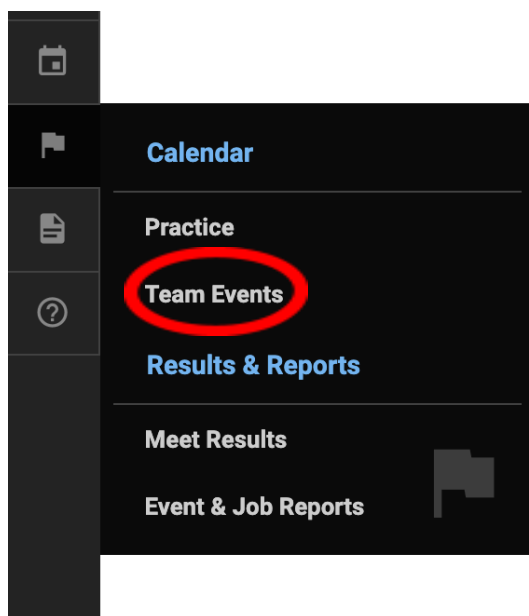 Calendar
Practice
Team Events
Results & Reports
Meet Results
Event & Job Reports